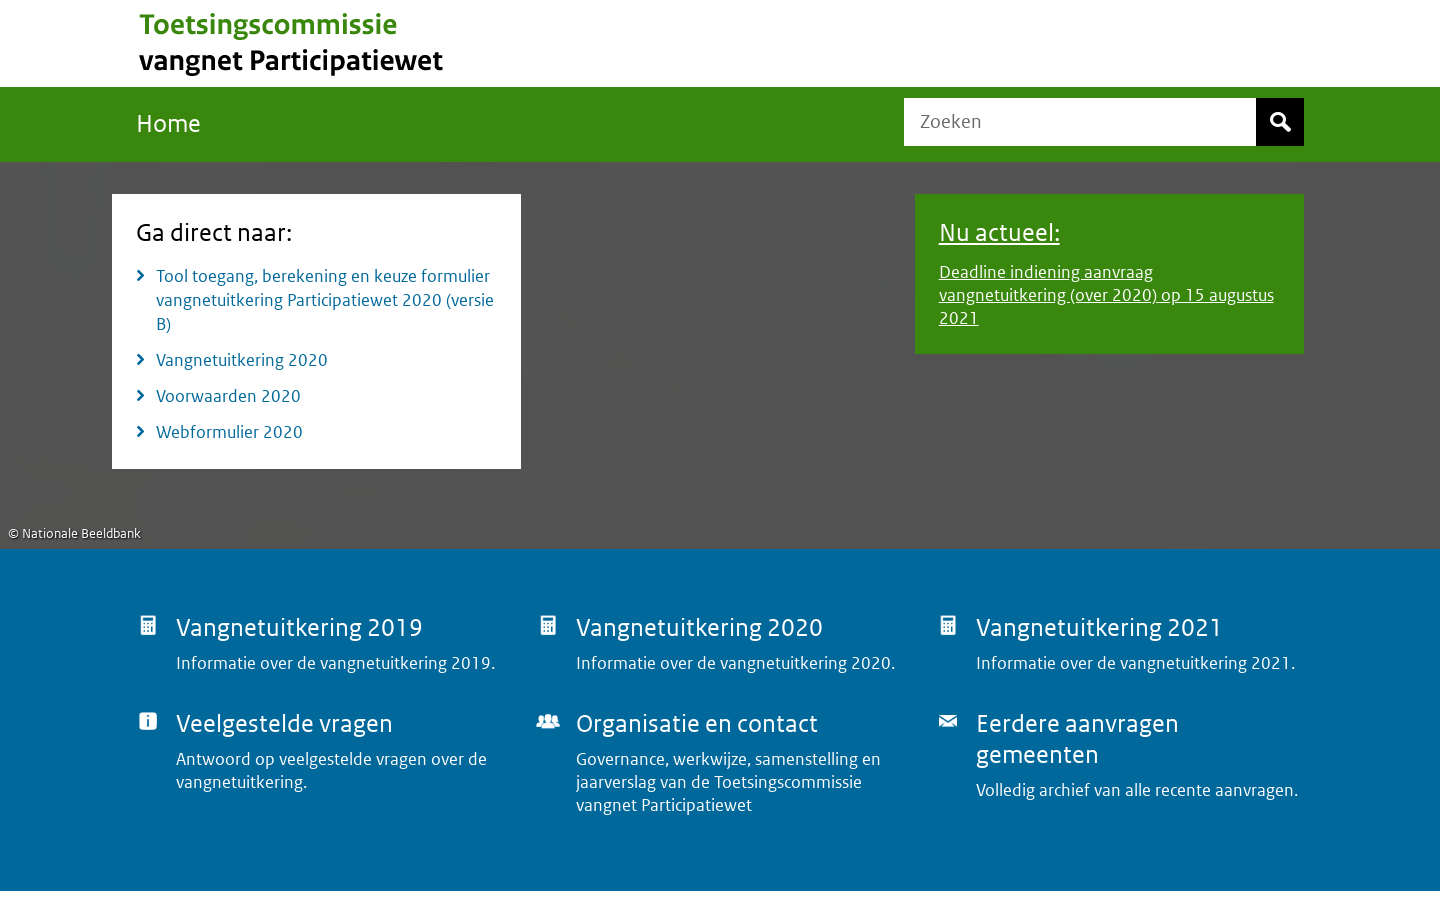 Toetsingscommissie
vangnet Participatiewet
Home
Zoeken
Ga direct naar:
Tool toegang, berekening en keuze formulier
vangnetuitkering Participatiewet 2020 (versie
B)
Vangnetuitkering 2020
Voorwaarden 2020
Webformulier 2020
Nu actueel:
Deadline indiening aanvraag
vangnetuitkering (over 2020) op 15 augustus
2021
© Nationale Beeldbank
Vangnetuitkering 2019
Informatie over de vangnetuitkering 2019.
Vangnetuitkering 2020
Informatie over de vangnetuitkering 2020.
Vangnetuitkering 2021
Informatie over de vangnetuitkering 2021.
Veelgestelde vragen
Antwoord op veelgestelde vragen over de
vangnetuitkering.
Organisatie en contact
Governance, werkwijze, samenstelling en
jaarverslag van de Toetsingscommissie
vangnet Participatiewet
Eerdere aanvragen
gemeenten
Volledig archief van alle recente aanvragen.